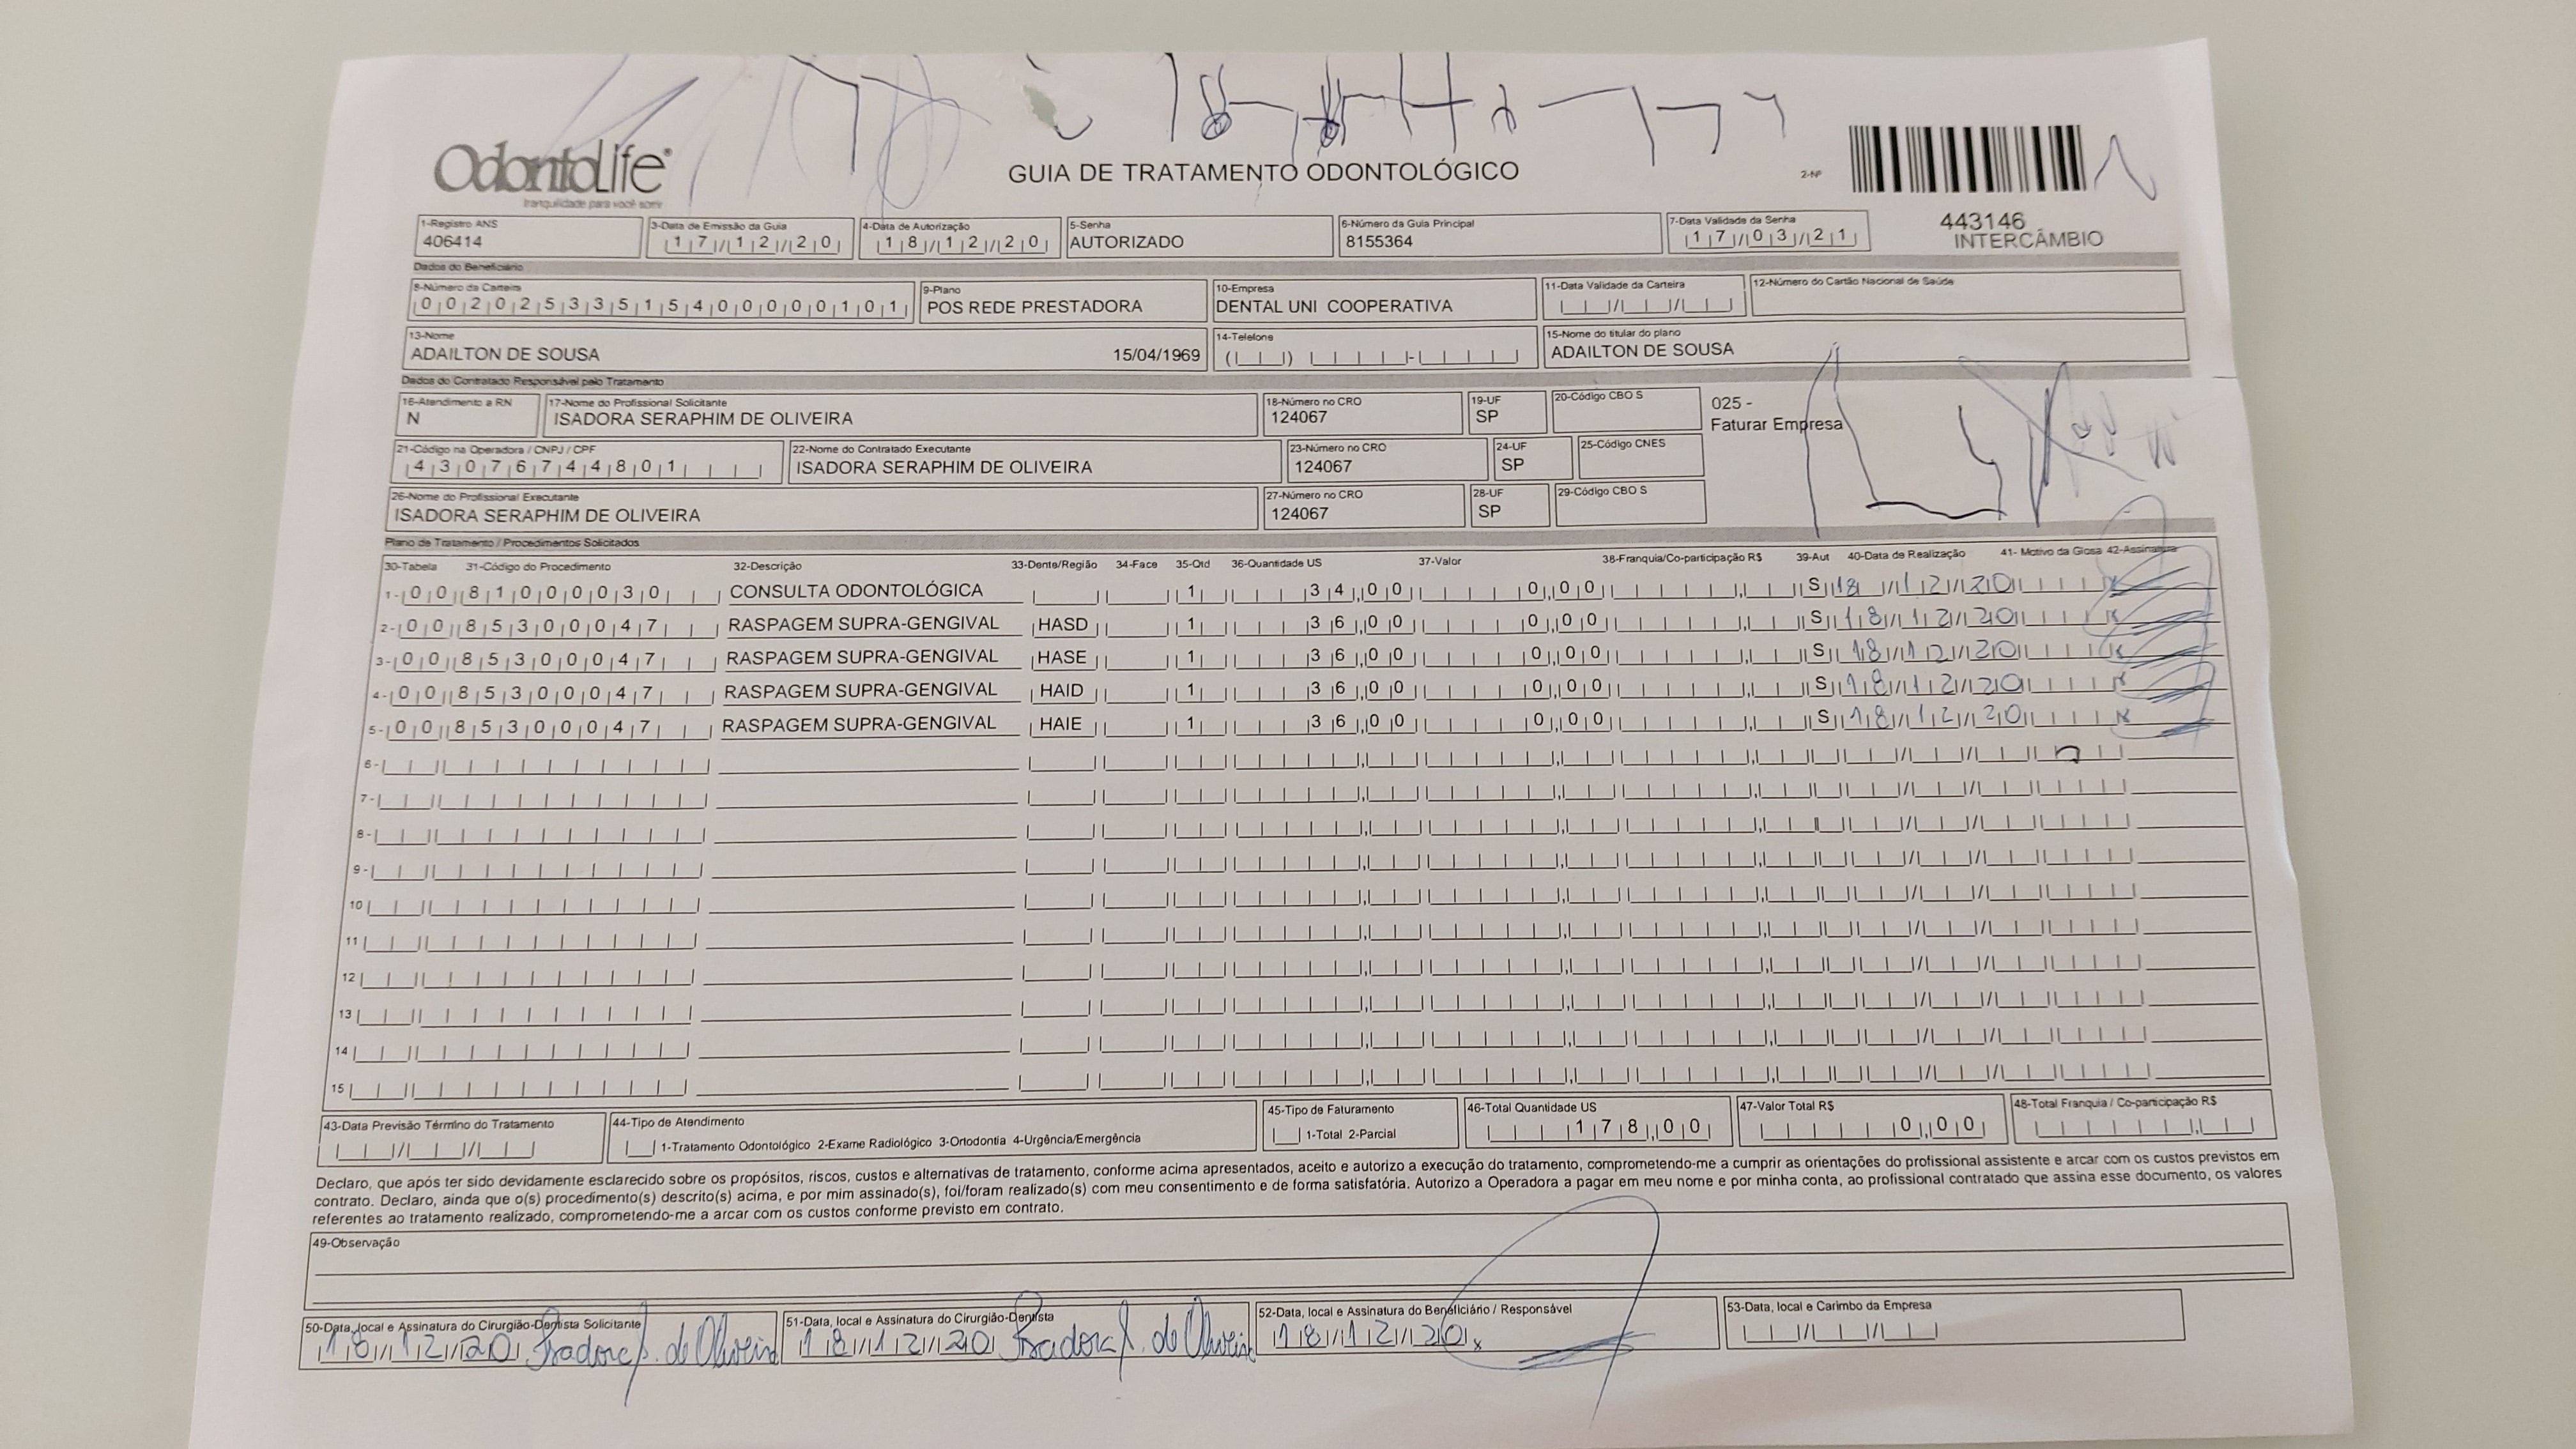 OdontoLife®
tranquilidade para você sorrir
GUIA DE TRATAMENTO ODONTOLÓGICO
2-Nº
443146
INTERCÂMBIO
1-Registro ANS
406414
3-Data de Emissão da Guia
17/12/20
4-Data de Autorização
18/12/20
5-Senha
AUTORIZADO
6-Número da Guia Principal
8155364
7-Data Validade da Senha
17/03/21
Dados do Beneficiário
8-Número da Carteira
00202533515400000101
9-Plano
POS REDE PRESTADORA
10-Empresa
DENTAL UNI COOPERATIVA
11-Data Validade da Carteira
12-Número do Cartão Nacional de Saúde
13-Nome
ADAILTON DE SOUSA 15/04/1969
14-Telefone
15-Nome do titular do plano
ADAILTON DE SOUSA
Dados do Contratado Responsável pelo Tratamento
16-Atendimento a RN
N
17-Nome do Profissional Solicitante
ISADORA SERAPHIM DE OLIVEIRA
18-Número no CRO
124067
19-UF
SP
20-Código CBO S
025 -
Faturar Empresa
21-Código na Operadora / CNPJ / CPF
43076744801
22-Nome do Contratado Executante
ISADORA SERAPHIM DE OLIVEIRA
23-Número no CRO
124067
24-UF
SP
25-Código CNES
26-Nome do Profissional Executante
ISADORA SERAPHIM DE OLIVEIRA
27-Número no CRO
124067
28-UF
SP
29-Código CBO S
Plano de Tratamento / Procedimentos Solicitados
30-Tabela 31-Código do Procedimento 32-Descrição 33-Dente/Região 34-Face 35-Qtd 36-Quantidade US 37-Valor 38-Franquia/Co-participação R$ 39-Aut 40-Data de Realização 41- Motivo da Glosa 42-Assinatura
1- 00 81000030 CONSULTA ODONTOLÓGICA 1 34,00 0,00 S 18/12/20
2- 00 85300047 RASPAGEM SUPRA-GENGIVAL HASD 1 36,00 0,00 S 18/12/20
3- 00 85300047 RASPAGEM SUPRA-GENGIVAL HASE 1 36,00 0,00 S 18/12/20
4- 00 85300047 RASPAGEM SUPRA-GENGIVAL HAID 1 36,00 0,00 S 18/12/20
5- 00 85300047 RASPAGEM SUPRA-GENGIVAL HAIE 1 36,00 0,00 S 18/12/20
6-
7-
8-
9-
10
11
12
13
14
15
43-Data Previsão Término do Tratamento
44-Tipo de Atendimento
1-Tratamento Odontológico 2-Exame Radiológico 3-Ortodontia 4-Urgência/Emergência
45-Tipo de Faturamento
1-Total 2-Parcial
46-Total Quantidade US
178,00
47-Valor Total R$
0,00
48-Total Franquia / Co-participação R$
Declaro, que após ter sido devidamente esclarecido sobre os propósitos, riscos, custos e alternativas de tratamento, conforme acima apresentados, aceito e autorizo a execução do tratamento, comprometendo-me a cumprir as orientações do profissional assistente e arcar com os custos previstos em
contrato. Declaro, ainda que o(s) procedimento(s) descrito(s) acima, e por mim assinado(s), foi/foram realizado(s) com meu consentimento e de forma satisfatória. Autorizo a Operadora a pagar em meu nome e por minha conta, ao profissional contratado que assina esse documento, os valores
referentes ao tratamento realizado, comprometendo-me a arcar com os custos conforme previsto em contrato.
49-Observação
50-Data, local e Assinatura do Cirurgião-Dentista Solicitante
18/12/20 Isadora S. de Oliveira
51-Data, local e Assinatura do Cirurgião-Dentista
18/12/20 Isadora S. de Oliveira
52-Data, local e Assinatura do Beneficiário / Responsável
18/12/20 x
53-Data, local e Carimbo da Empresa